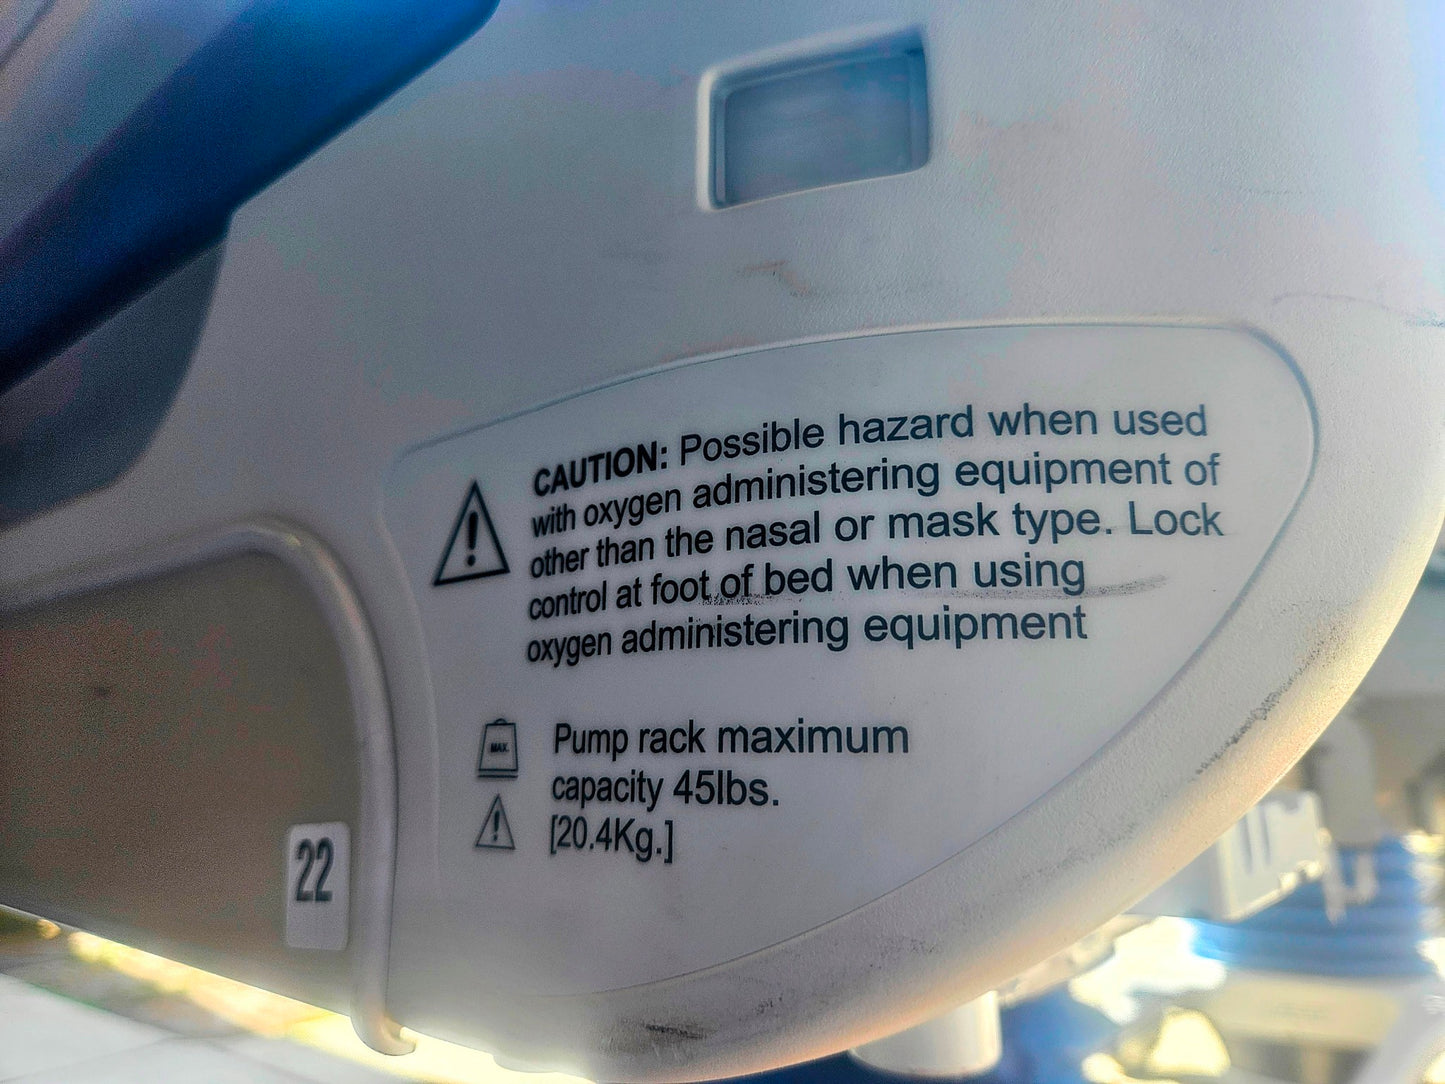 CAUTION: Possible hazard when used
with oxygen administering equipment of
other than the nasal or mask type. Lock
control at foot of bed when using
oxygen administering equipment
MAX.
Pump rack maximum
capacity 45lbs.
[20.4Kg.]
22